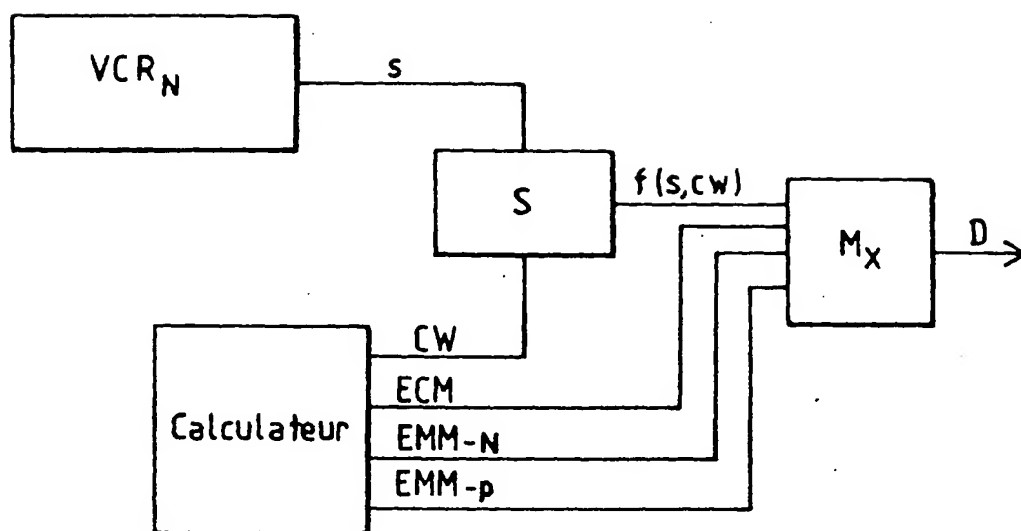 VCR_N
s
S
f(s,cw)
M_X
D
CW
ECM
Calculateur
EMM-N
EMM-p